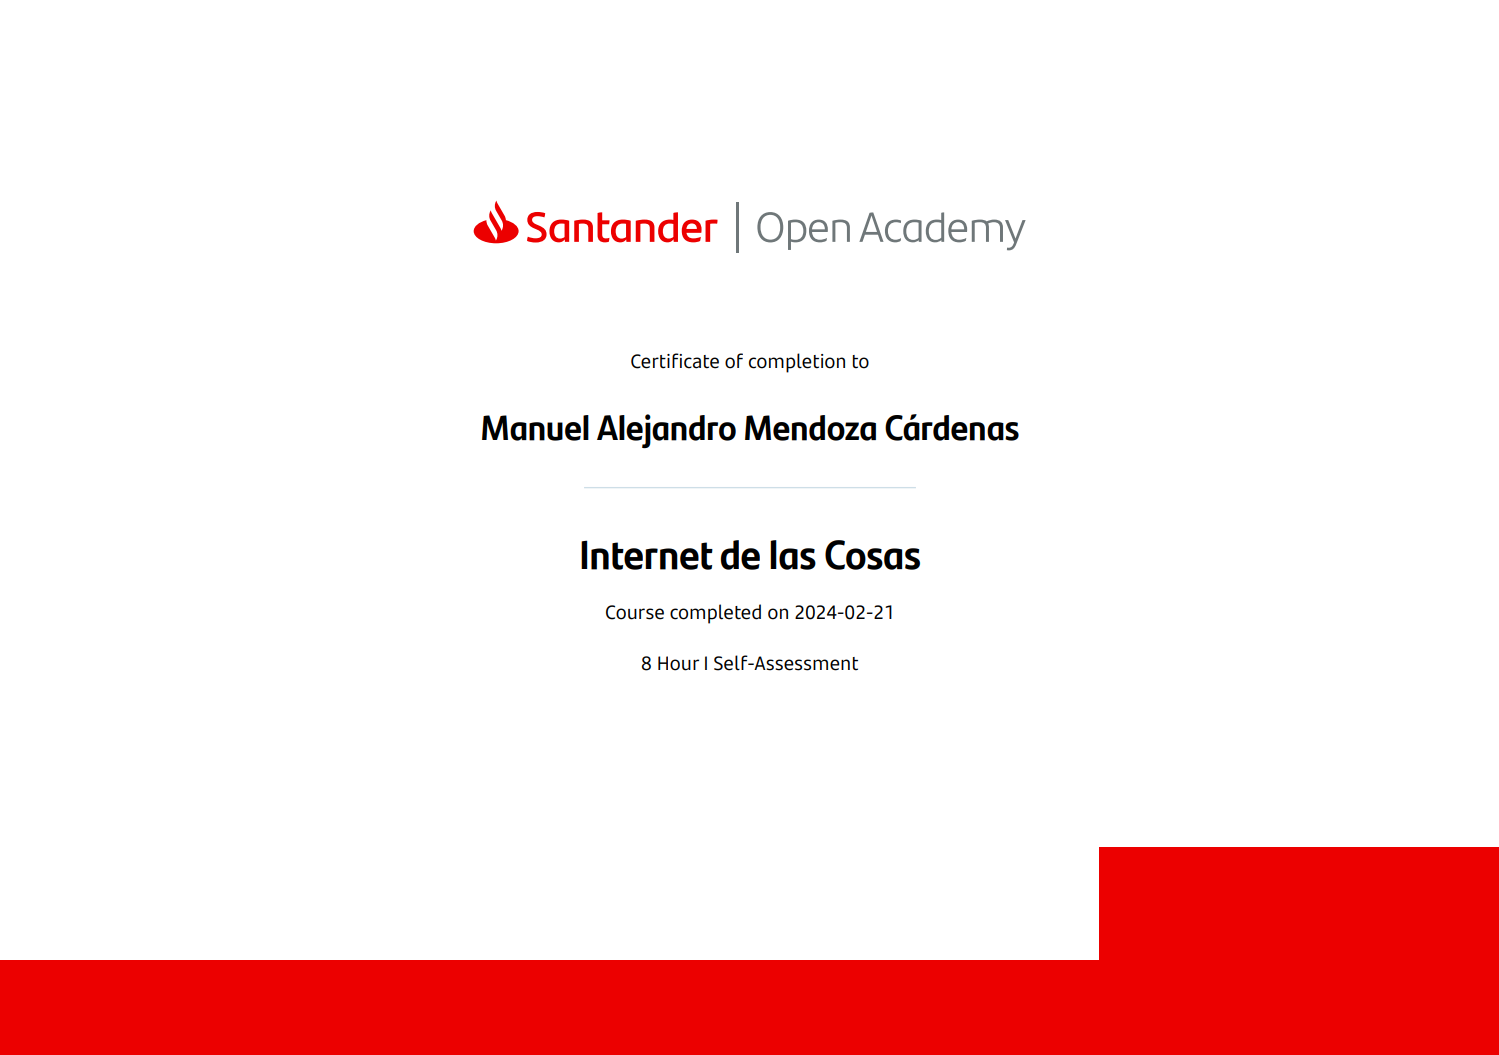 Santander | Open Academy
Certificate of completion to
Manuel Alejandro Mendoza Cárdenas
Internet de las Cosas
Course completed on 2024-02-21
8 Hour I Self-Assessment